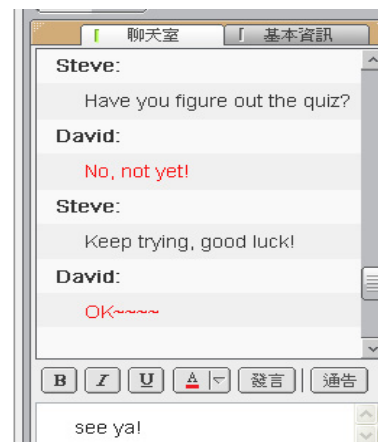 聊天室 基本資訊
Steve:
Have you figure out the quiz?
David:
No, not yet!
Steve:
Keep trying, good luck!
David:
OK~~~~
B I U A 發言 通告
see ya!